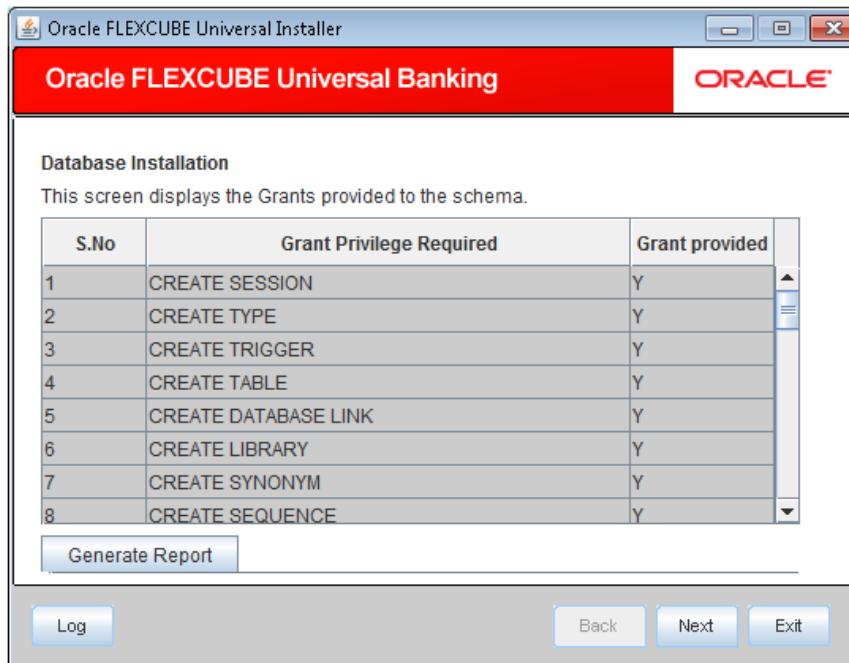 Oracle FLEXCUBE Universal Installer
Oracle FLEXCUBE Universal Banking ORACLE
Database Installation
This screen displays the Grants provided to the schema.
S.No Grant Privilege Required Grant provided
1 CREATE SESSION Y
2 CREATE TYPE Y
3 CREATE TRIGGER Y
4 CREATE TABLE Y
5 CREATE DATABASE LINK Y
6 CREATE LIBRARY Y
7 CREATE SYNONYM Y
8 CREATE SEQUENCE Y
Generate Report
Log Back Next Exit